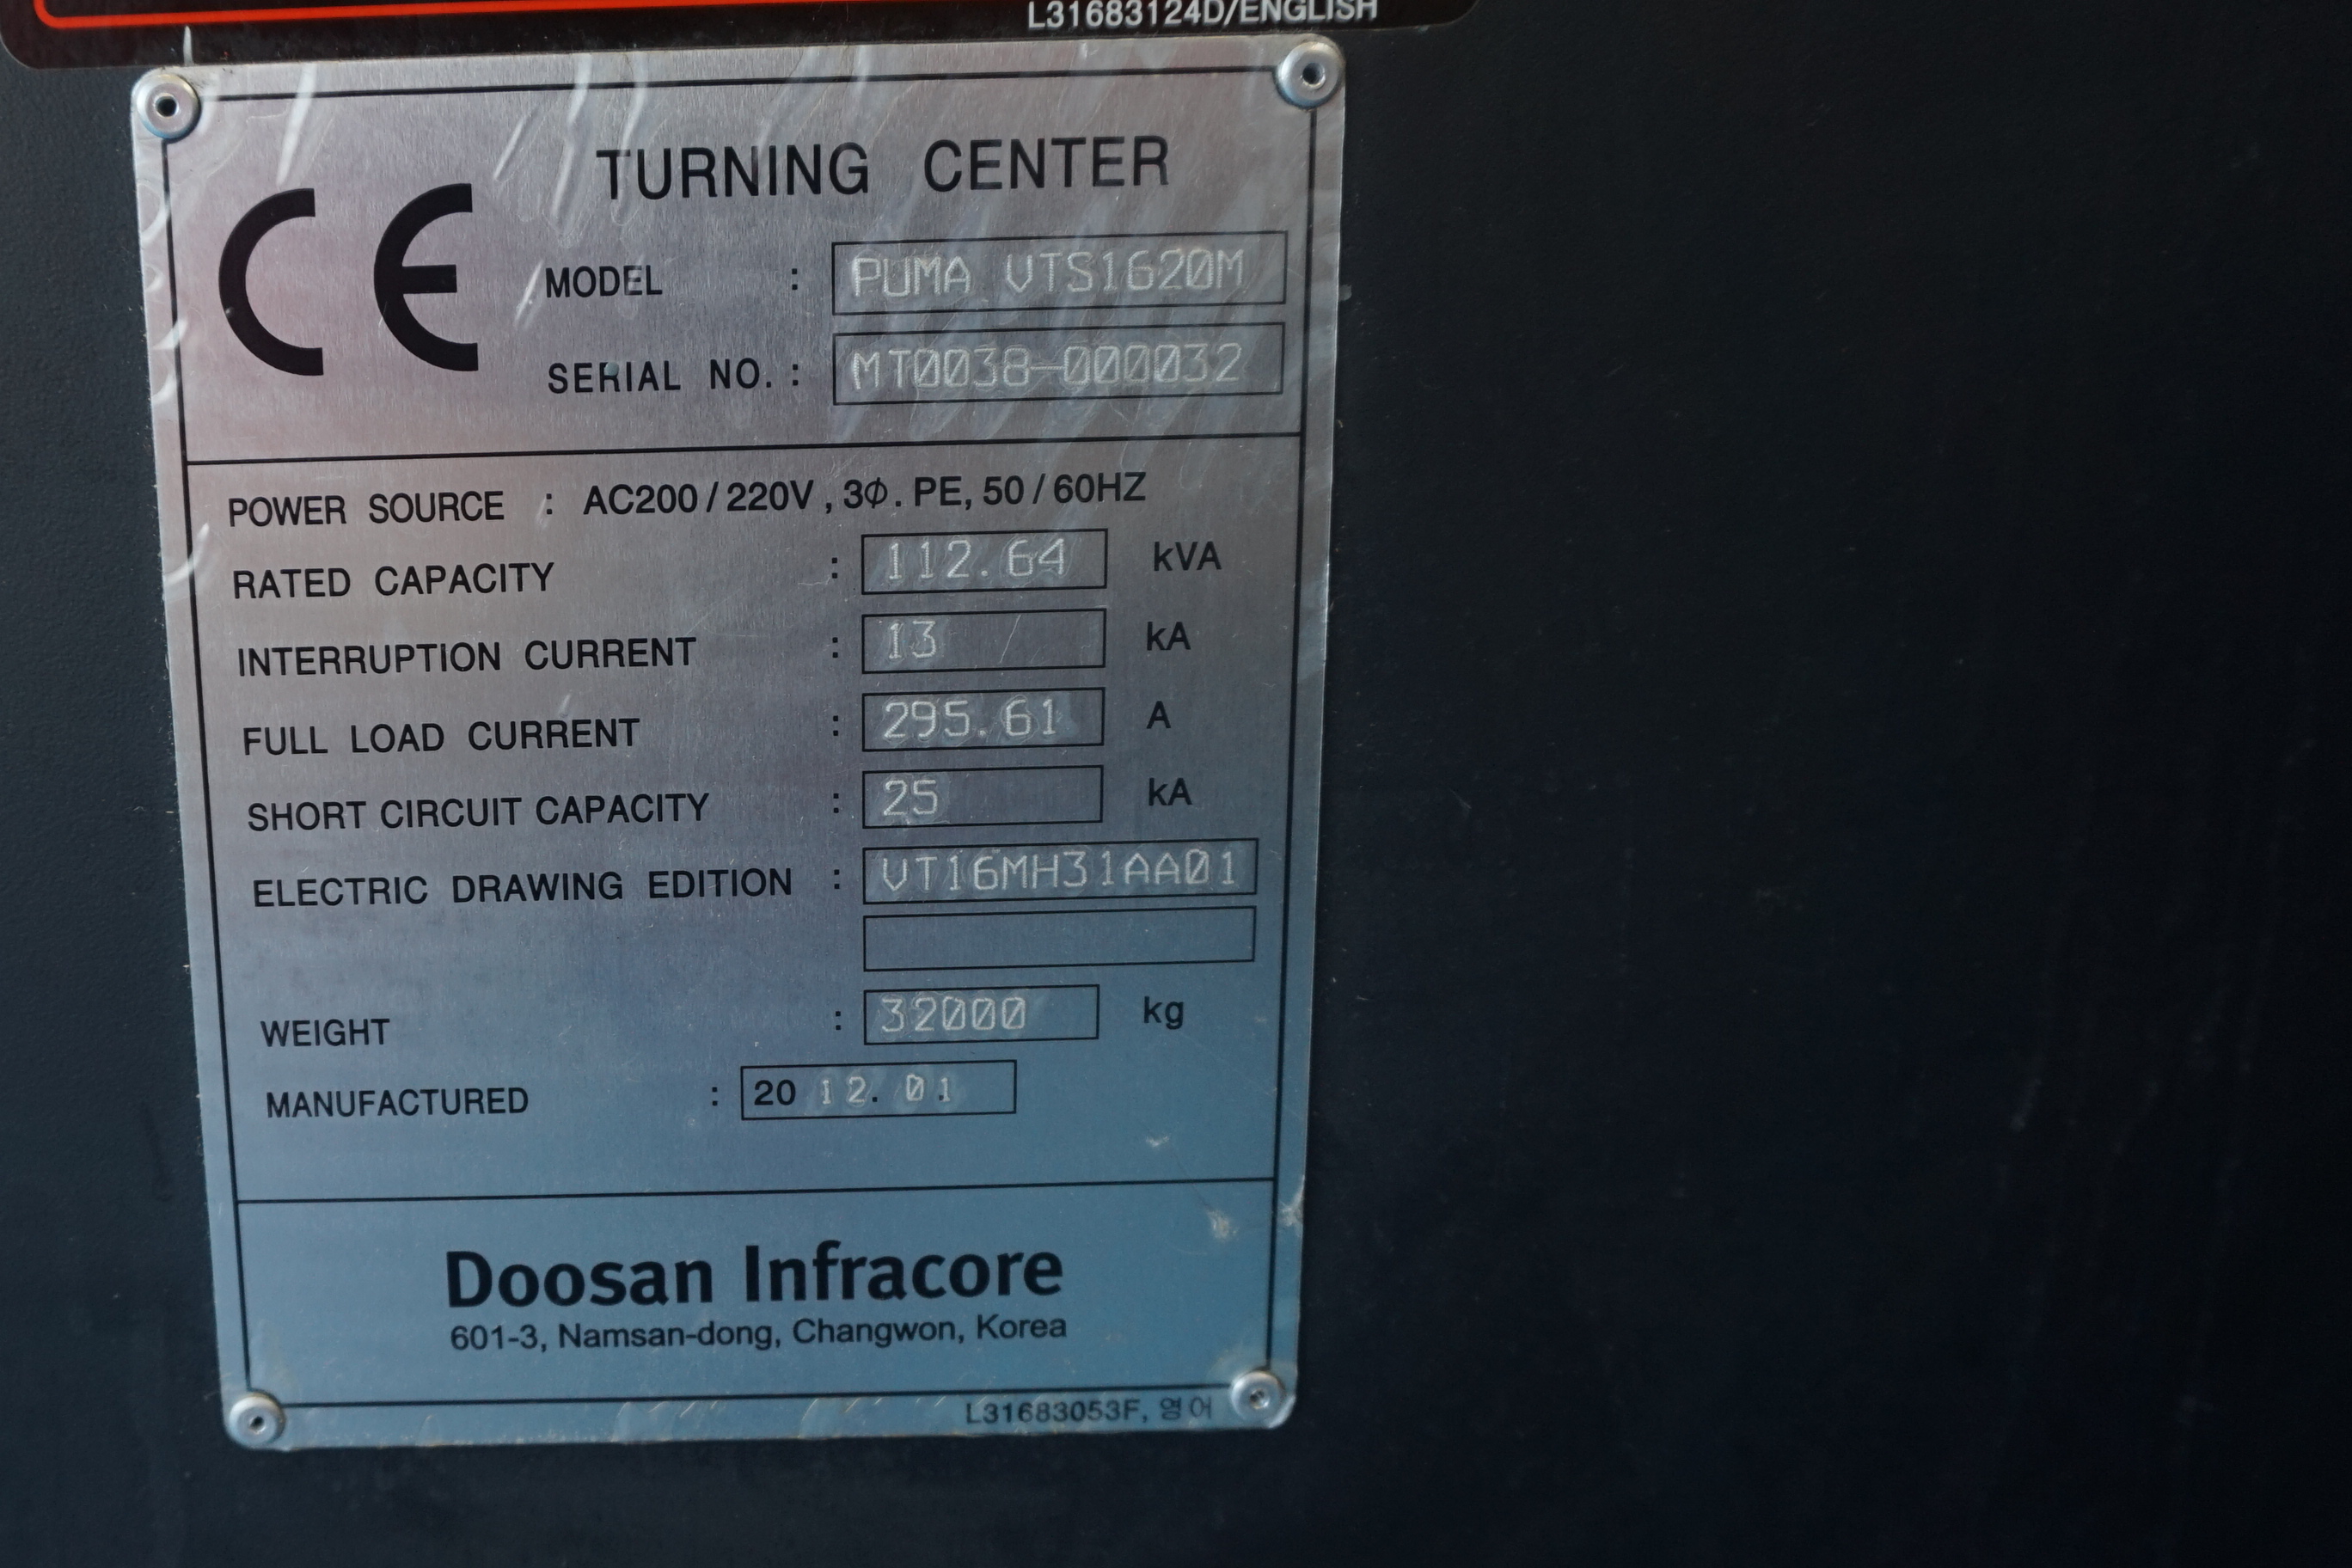 L31683124D/ENGLISH
CE
TURNING CENTER
MODEL : PUMA VTS1620M
SERIAL NO. : MT0038-000032
POWER SOURCE : AC200/220V, 3Φ. PE, 50/60HZ
RATED CAPACITY : 112.64 kVA
INTERRUPTION CURRENT : 13 kA
FULL LOAD CURRENT : 295.61 A
SHORT CIRCUIT CAPACITY : 25 kA
ELECTRIC DRAWING EDITION : VT16MH31AA01
WEIGHT : 32000 kg
MANUFACTURED : 2012.01
Doosan Infracore
601-3, Namsan-dong, Changwon, Korea
L31683053F, 영어